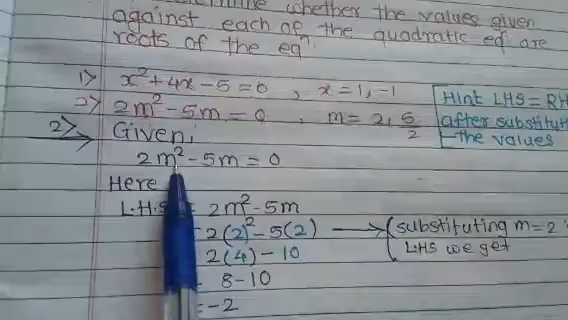 whether the values given
against each of the quadratic eqⁿ are
roots of the eqⁿ.
1) x²+4x-5=0 , x=1,-1
2) 2m²-5m=0 , m=2, 5/2
Hint LHS=RH
after substitu
the values
2) Given,
2m²-5m=0
Here
L.H.S 2m²-5m
2(2)²-5(2) → (substituting m=2
LHS we get
2(4)-10
8-10
=-2